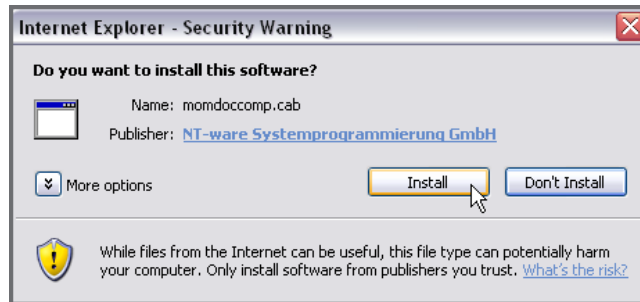 Internet Explorer - Security Warning
Do you want to install this software?
Name: momdoccomp.cab
Publisher: NT-ware Systemprogrammierung GmbH
More options
Install
Don't Install
While files from the Internet can be useful, this file type can potentially harm
your computer. Only install software from publishers you trust. What's the risk?